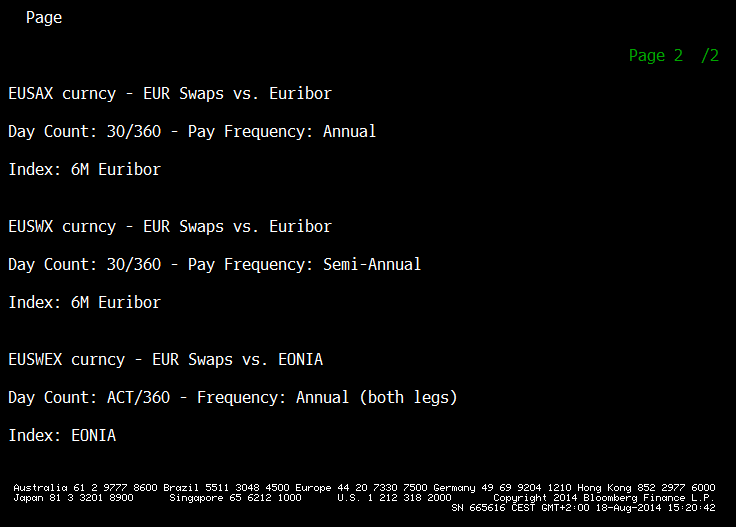 Page
Page 2 /2
EUSAX curncy - EUR Swaps vs. Euribor
Day Count: 30/360 - Pay Frequency: Annual
Index: 6M Euribor
EUSWX curncy - EUR Swaps vs. Euribor
Day Count: 30/360 - Pay Frequency: Semi-Annual
Index: 6M Euribor
EUSWEX curncy - EUR Swaps vs. EONIA
Day Count: ACT/360 - Frequency: Annual (both legs)
Index: EONIA
Australia 61 2 9777 8600 Brazil 5511 3048 4500 Europe 44 20 7330 7500 Germany 49 69 9204 1210 Hong Kong 852 2977 6000
Japan 81 3 3201 8900 Singapore 65 6212 1000 U.S. 1 212 318 2000 Copyright 2014 Bloomberg Finance L.P.
SN 665616 CEST GMT+2:00 18-Aug-2014 15:20:42